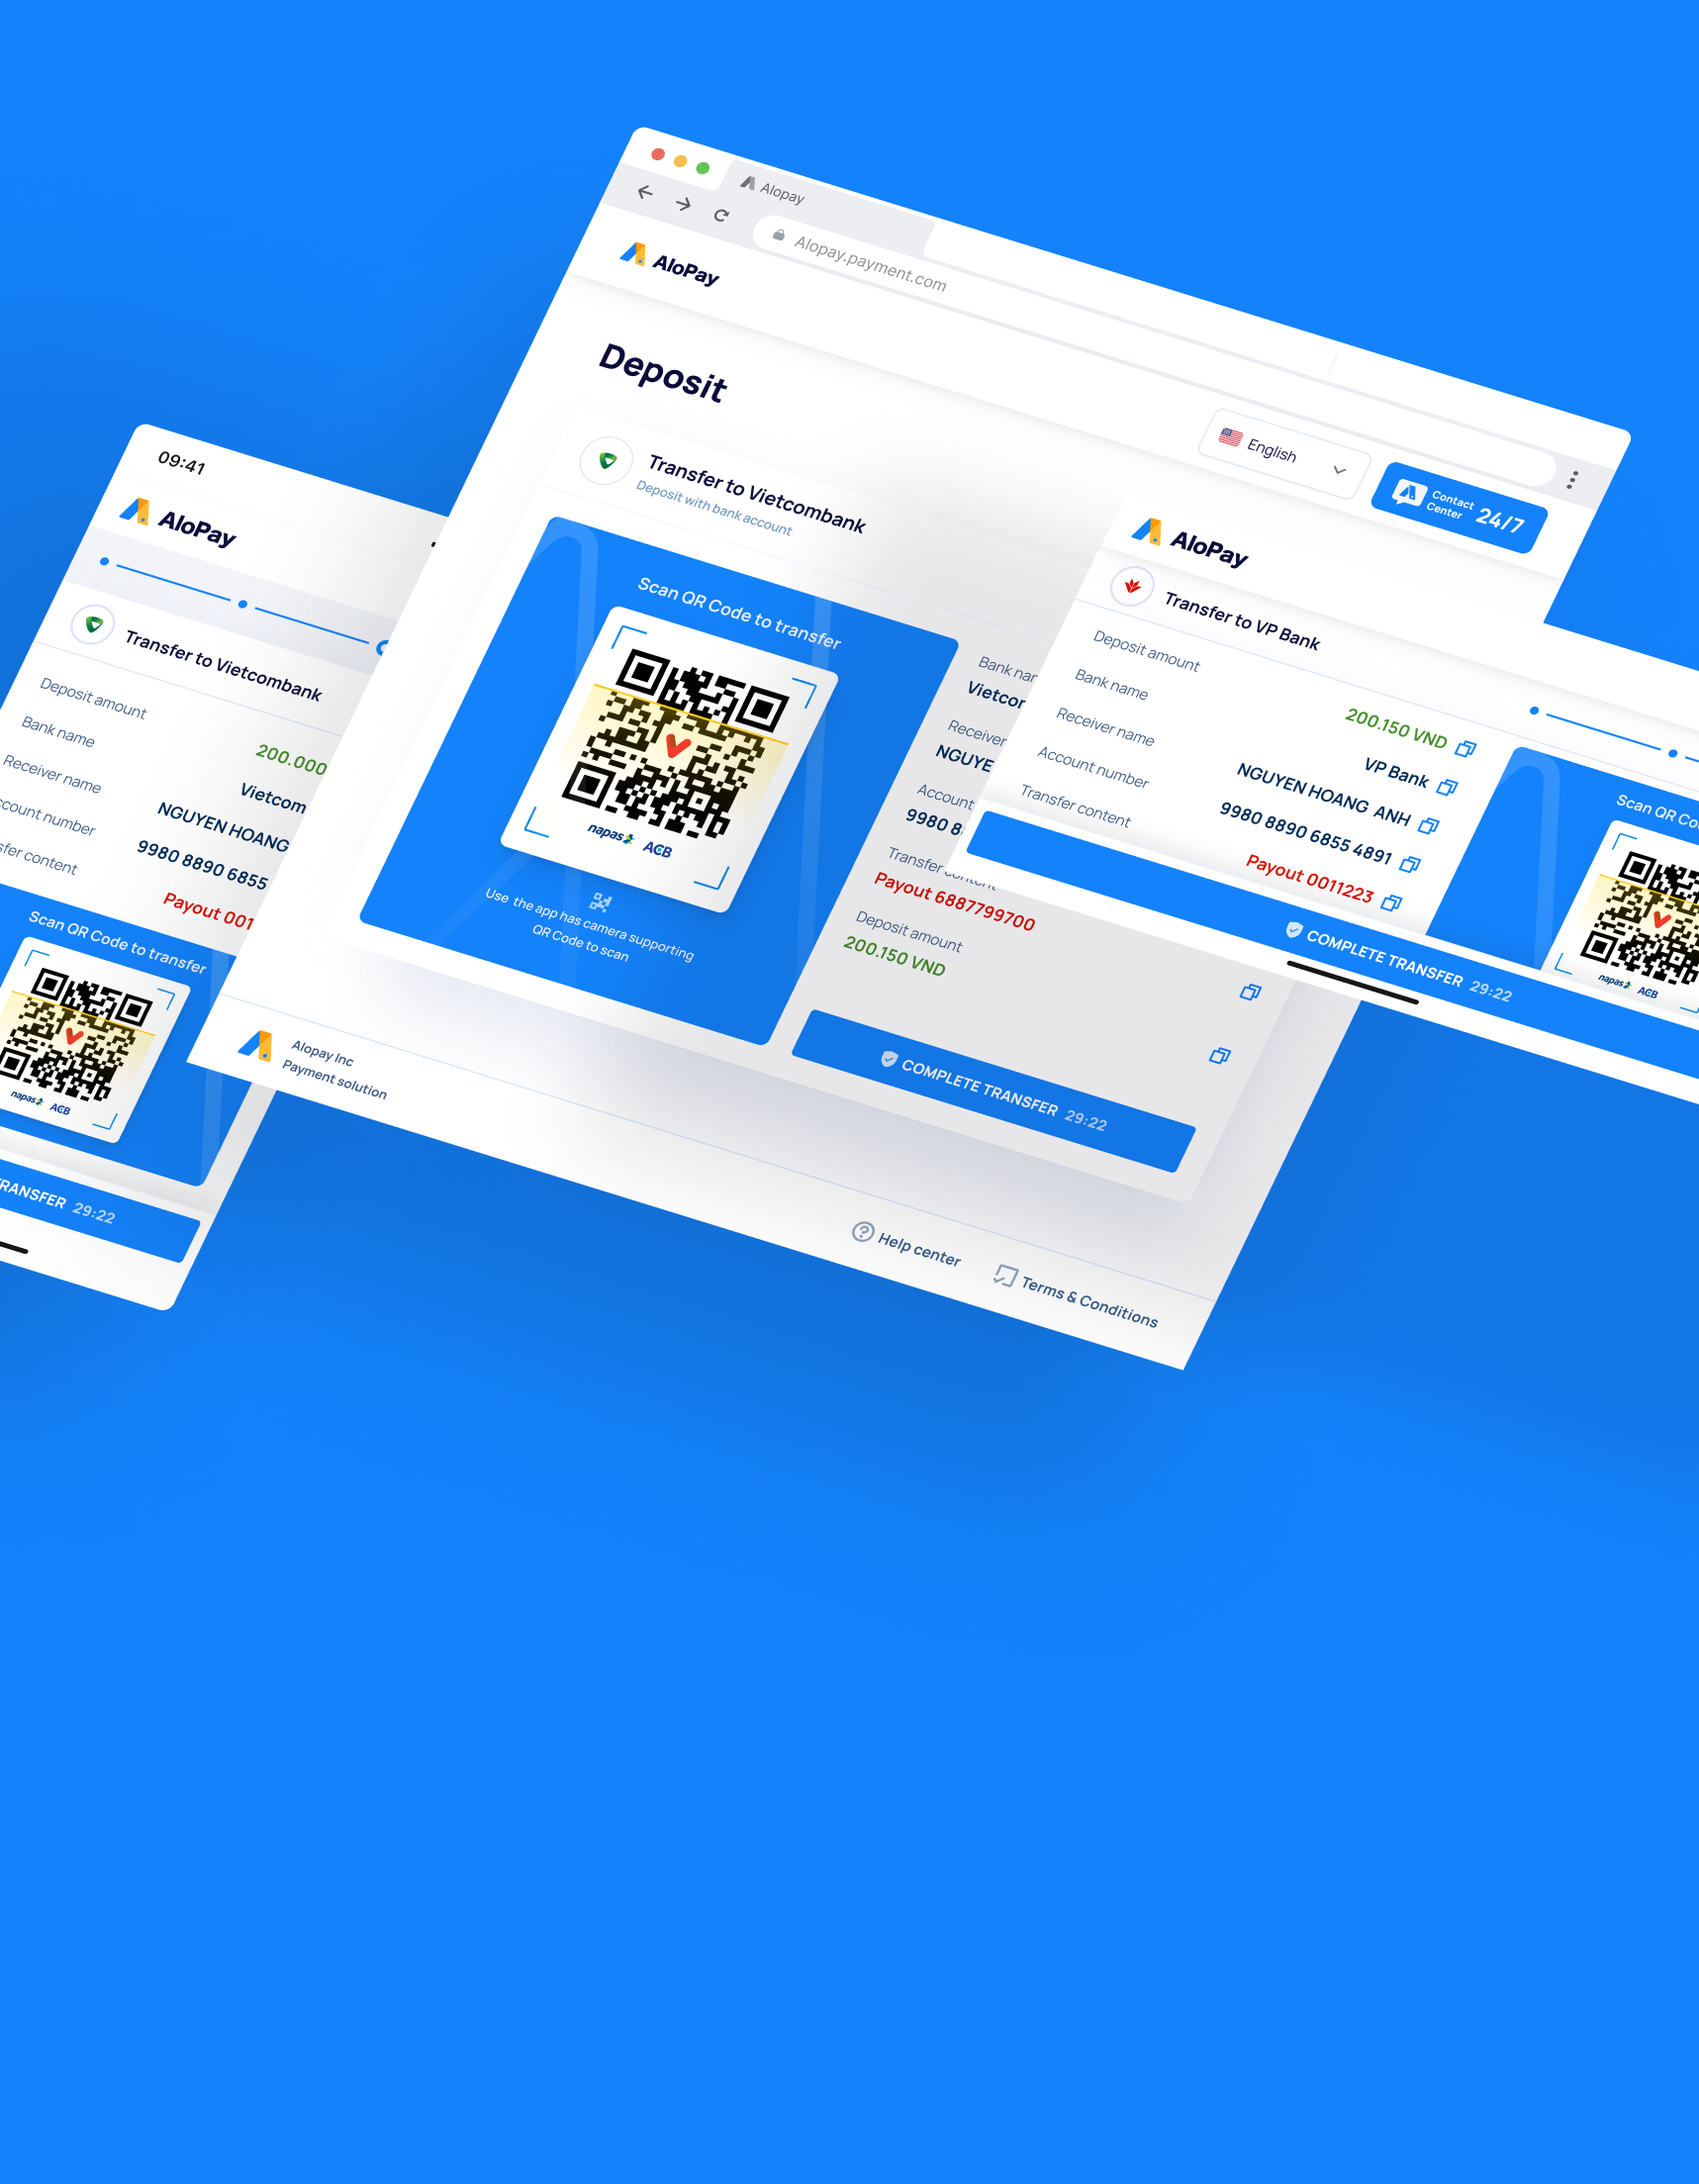 Alopay
Alopay.payment.com
AloPay
English
Contact
Center
24/7
Deposit
Transfer to Vietcombank
Deposit with bank account
Scan QR Code to transfer
napas ACB
Use the app has camera supporting
QR Code to scan
Bank nar
Vietcor
Receiver
NGUYE
Account
9980 8
Transfer content
Payout 6887799700
Deposit amount
200.150 VND
COMPLETE TRANSFER 29:22
Alopay Inc
Payment solution
Help center
Terms & Conditions
09:41
AloPay
Transfer to Vietcombank
Deposit amount
200.000
Bank name
Vietcom
Receiver name
NGUYEN HOANG
ccount number
9980 8890 6855
sfer content
Payout 001
Scan QR Code to transfer
napas ACB
RANSFER 29:22
AloPay
Transfer to VP Bank
Deposit amount
200.150 VND
Bank name
VP Bank
Receiver name
NGUYEN HOANG ANH
Account number
9980 8890 6855 4891
Transfer content
Payout 0011223
COMPLETE TRANSFER 29:22
Scan QR Co
napas ACB